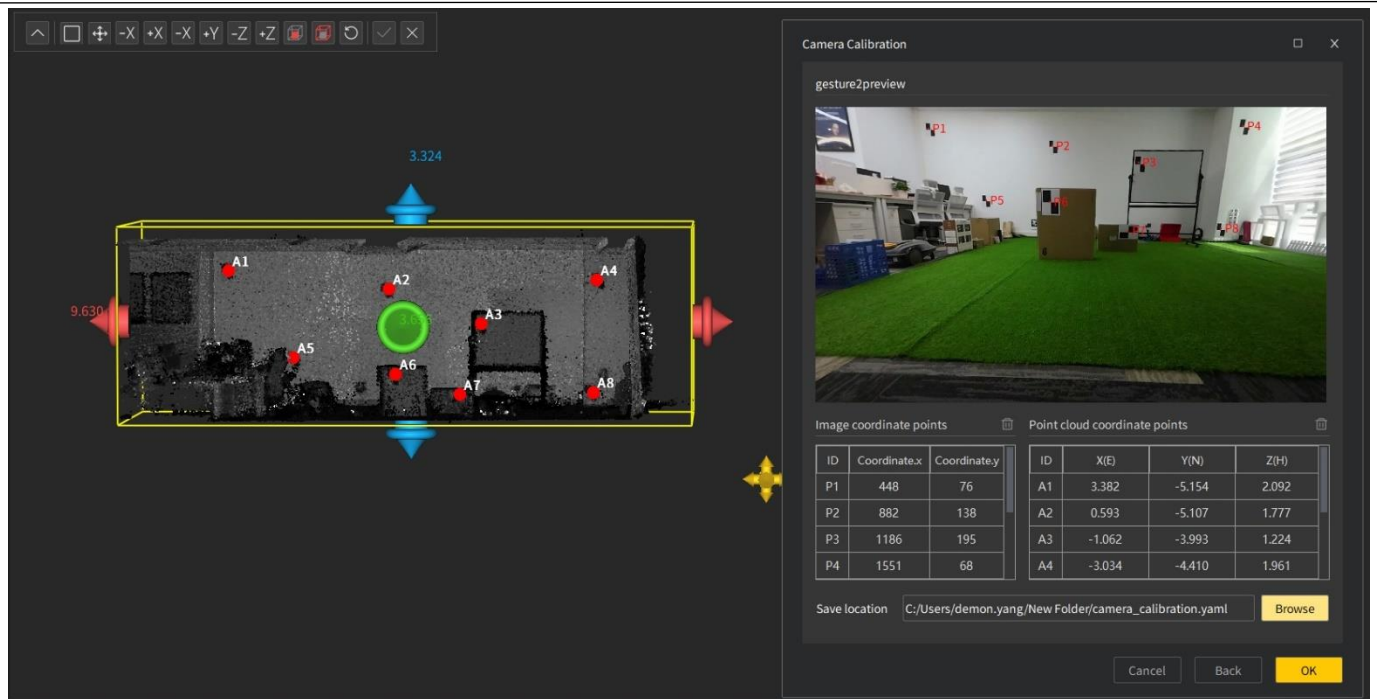 -X +X -X +Y -Z +Z
3.324
9.630
A1
A2
A3
A4
A5
A6
A7
A8
Camera Calibration
X
gesture2preview
P1
P2
P3
P4
P5
P6
P8
Image coordinate points
ID Coordinate.x Coordinate.y
P1 448 76
P2 882 138
P3 1186 195
P4 1551 68
Point cloud coordinate points
ID X(E) Y(N) Z(H)
A1 3.382 -5.154 2.092
A2 0.593 -5.107 1.777
A3 -1.062 -3.993 1.224
A4 -3.034 -4.410 1.961
Save location C:/Users/demon.yang/New Folder/camera_calibration.yaml Browse
Cancel Back OK